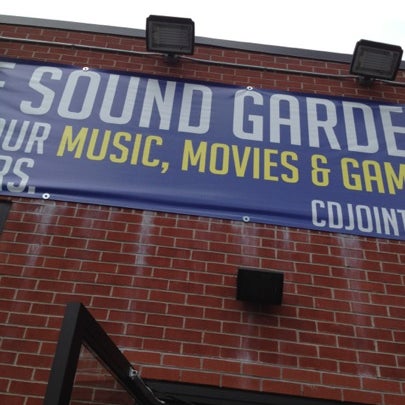 E SOUND GARDE
OUR MUSIC, MOVIES & GAM
RS.
CDJOINT